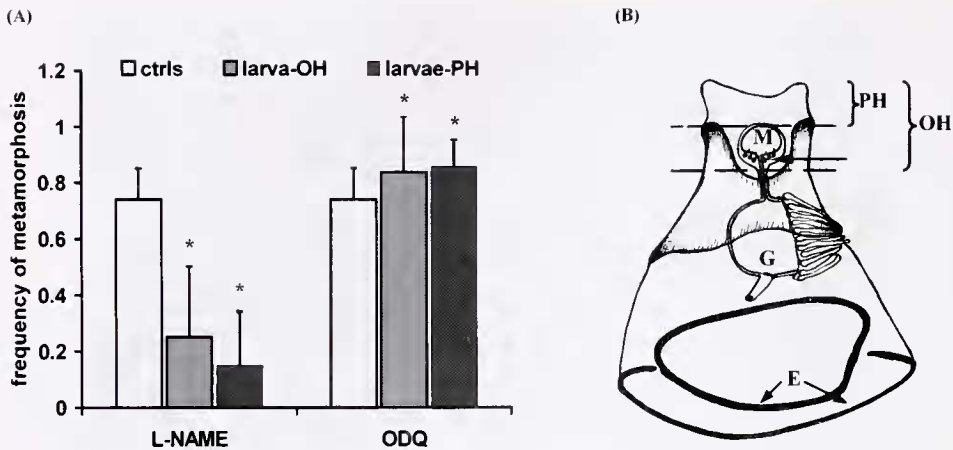 (A)
ctrls larva-OH larvae-PH
frequency of metamorphosis
1.2
1
0.8
0.6
0.4
0.2
0
* *
* *
L-NAME ODQ
(B)
PH
OH
M
G
E